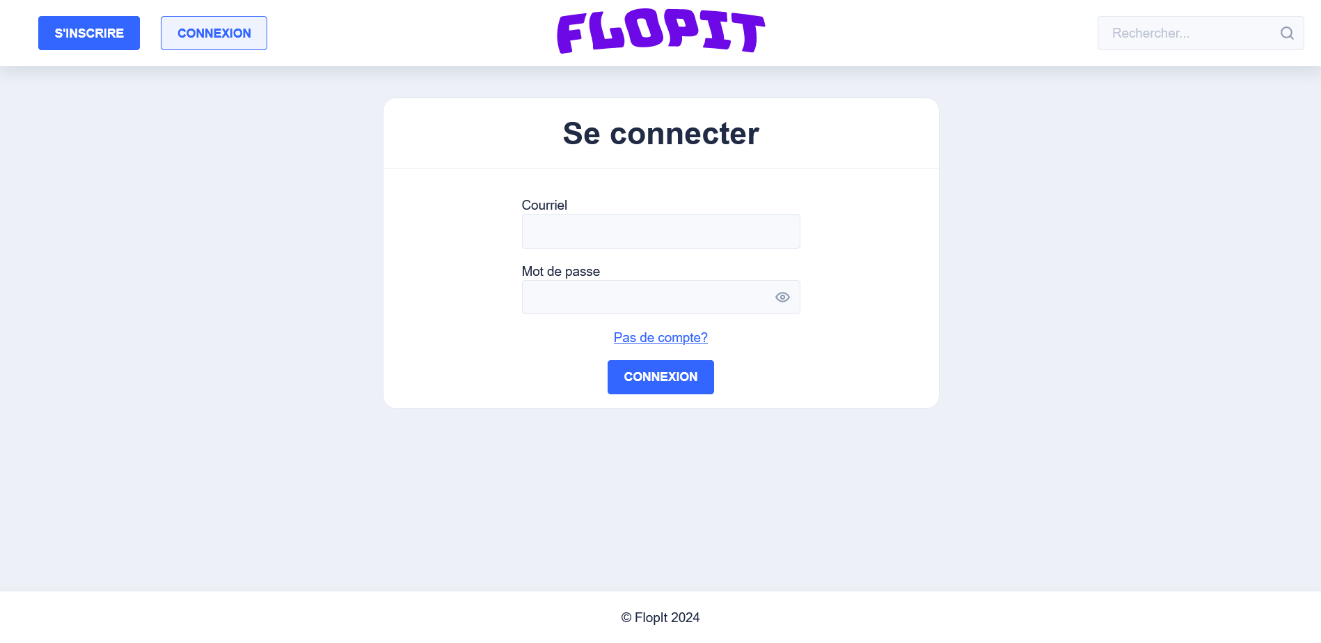 S'INSCRIRE
CONNEXION
FLOPIT
Rechercher...
Se connecter
Courriel
Mot de passe
Pas de compte?
CONNEXION
© FlopIt 2024